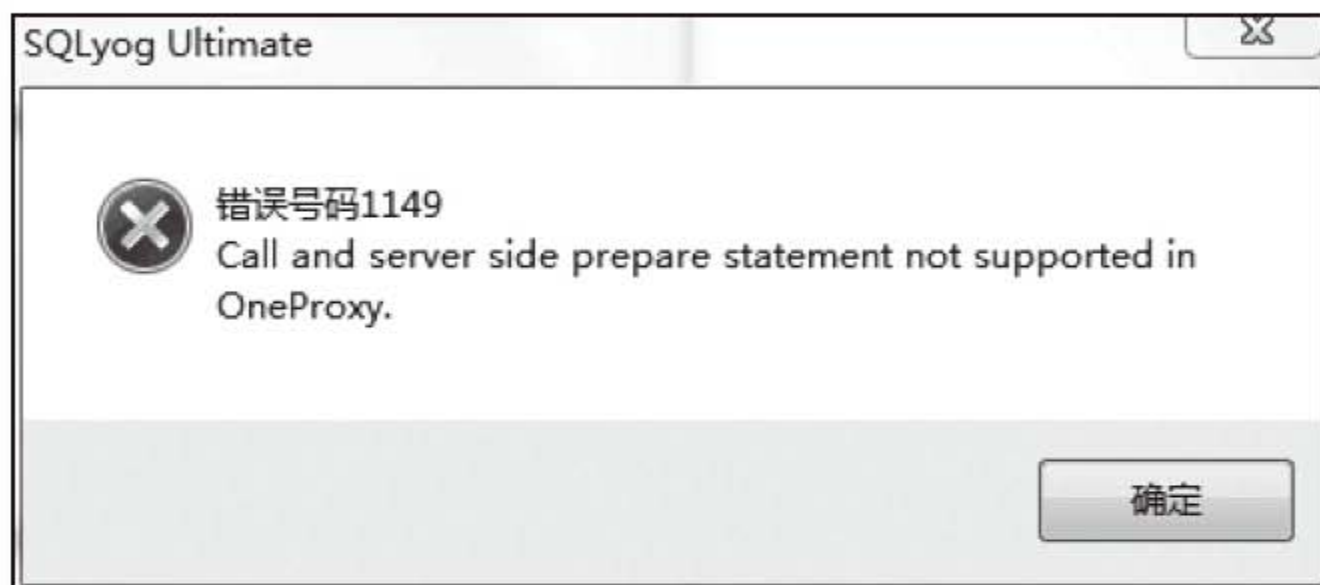 SQLyog Ultimate
错误号码1149
Call and server side prepare statement not supported in
OneProxy.
确定